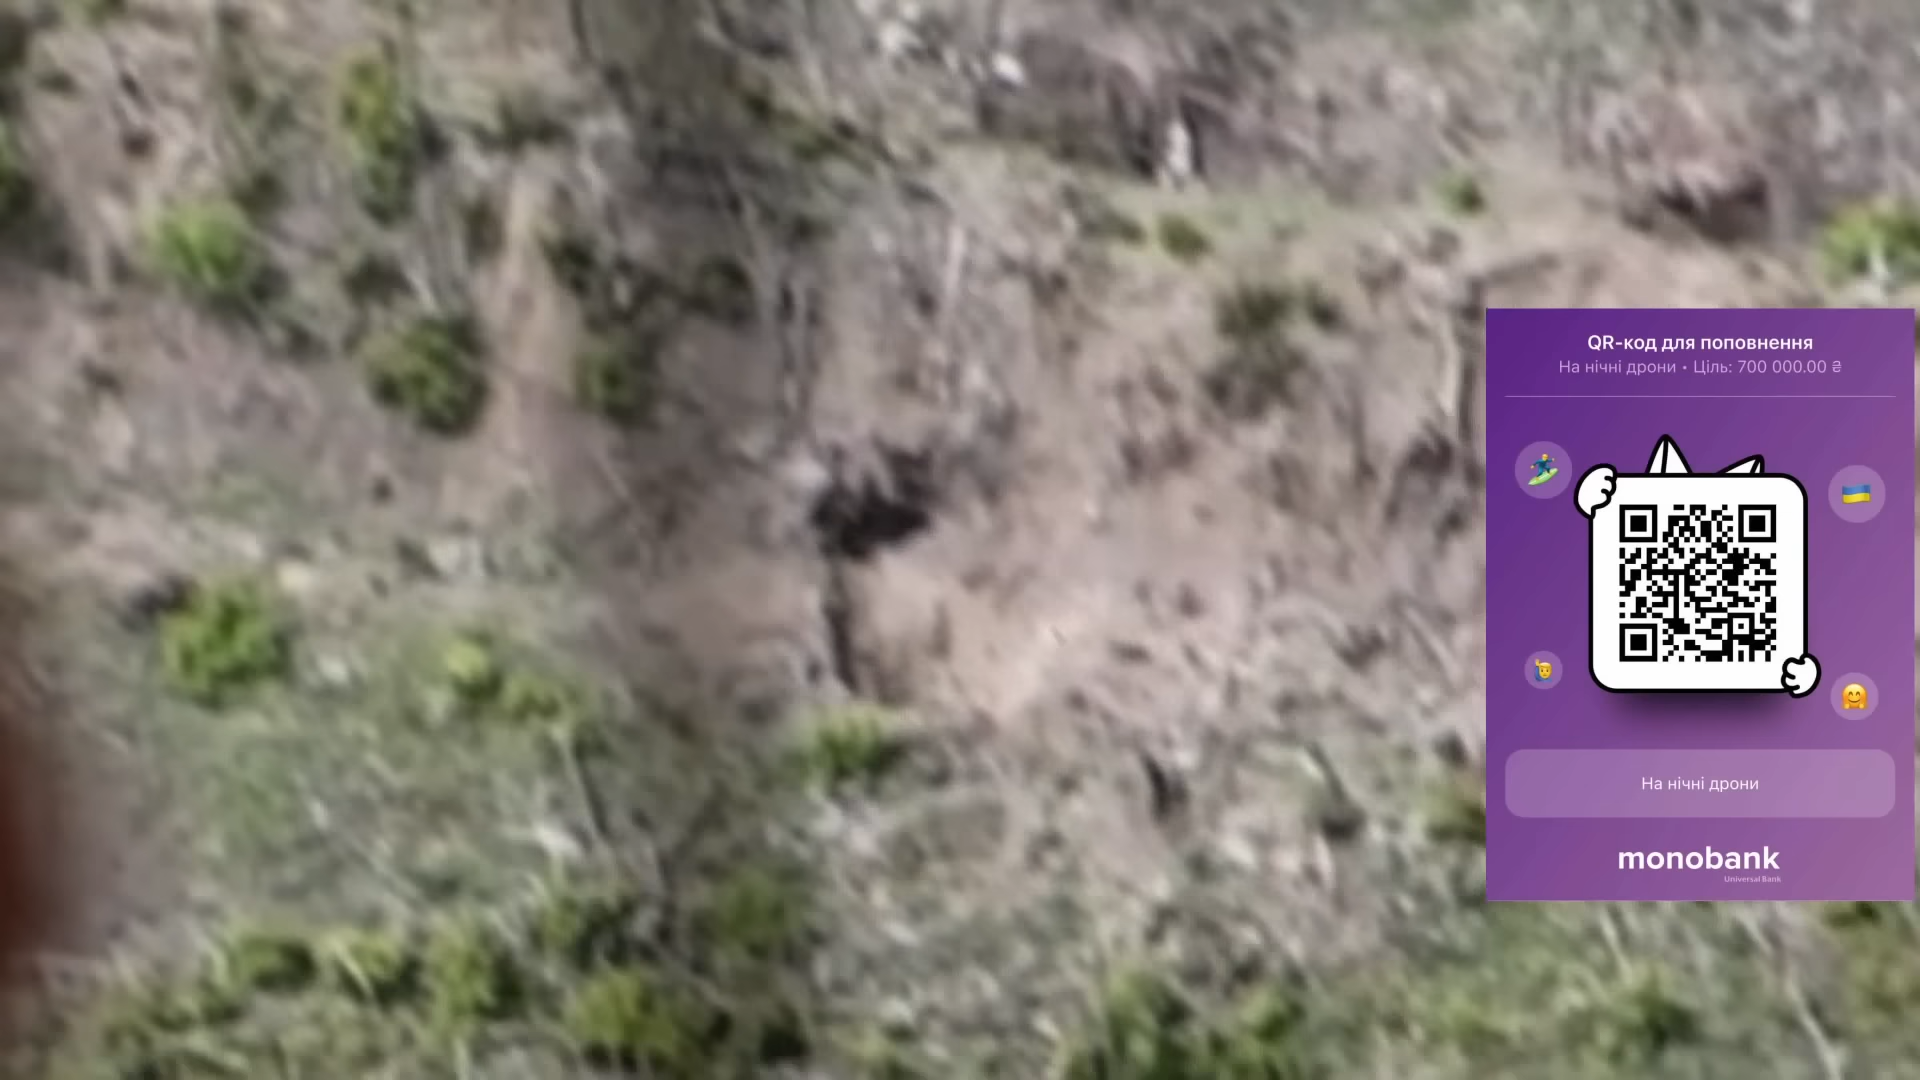 QR-код для поповнення
На нічні дрони • Ціль: 700 000.00 ₴
На нічні дрони
monobank
Universal Bank